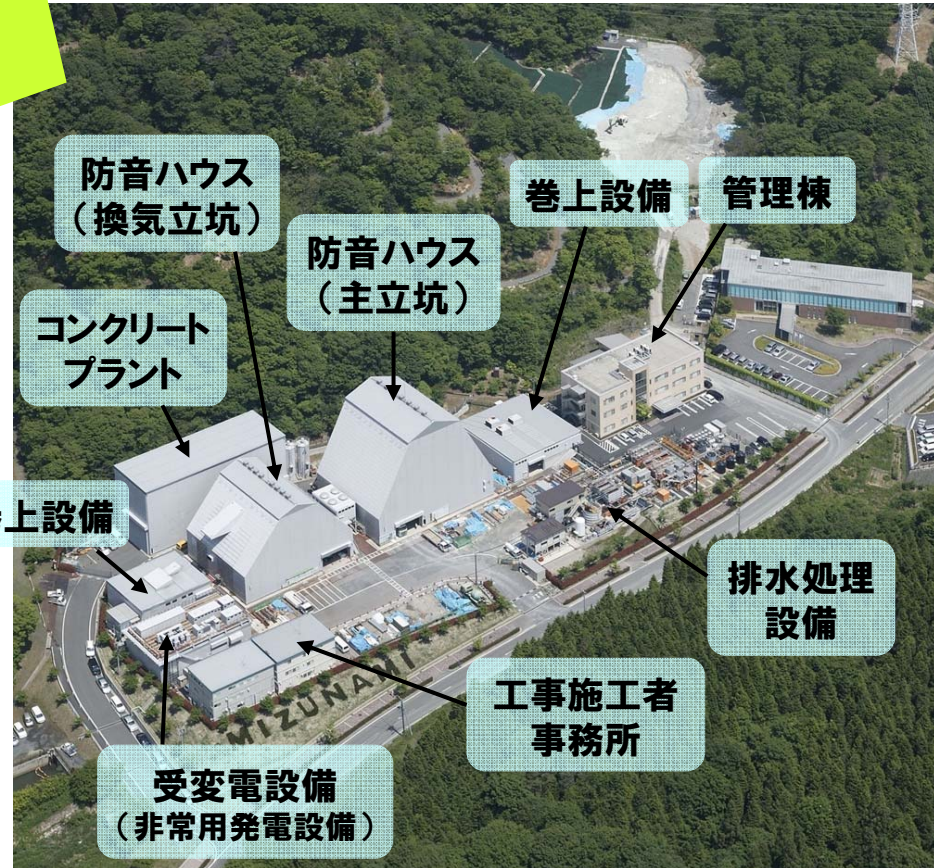 防音ハウス
（換気立坑）
巻上設備
管理棟
防音ハウス
（主立坑）
コンクリート
プラント
上設備
排水処理
設備
工事施工者
事務所
MIZUNAMI
受変電設備
（非常用発電設備）